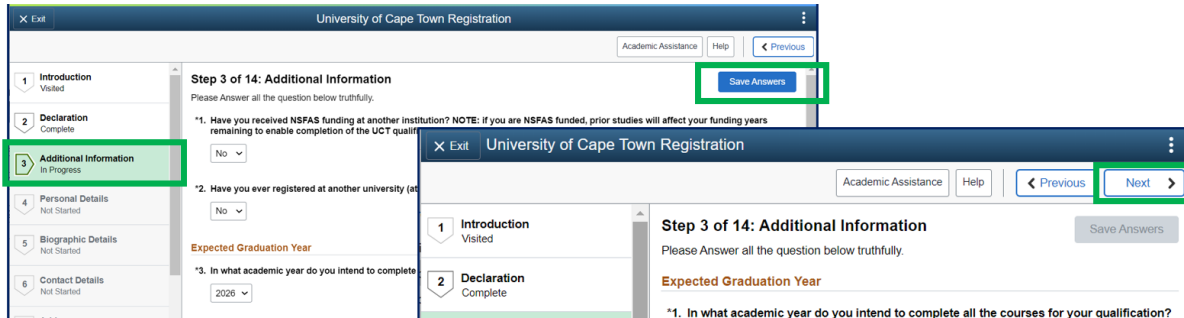 X Exit
University of Cape Town Registration
Academic Assistance
Help
Previous
1 Introduction
Visited
2 Declaration
Complete
3 Additional Information
In Progress
4 Personal Details
Not Started
5 Biographic Details
Not Started
6 Contact Details
Not Started
Step 3 of 14: Additional Information
Save Answers
Please Answer all the question below truthfully.
*1. Have you received NSFAS funding at another institution? NOTE: if you are NSFAS funded, prior studies will affect your funding years
remaining to enable completion of the UCT
No
*2. Have you ever registered at another university
No
Expected Graduation Year
*3. In what academic year do you intend to complete
2026
X Exit
University of Cape Town Registration
Academic Assistance
Help
Previous
Next
1 Introduction
Visited
2 Declaration
Complete
Step 3 of 14: Additional Information
Save Answers
Please Answer all the question below truthfully.
Expected Graduation Year
*1. In what academic year do you intend to complete all the courses for your qualification?